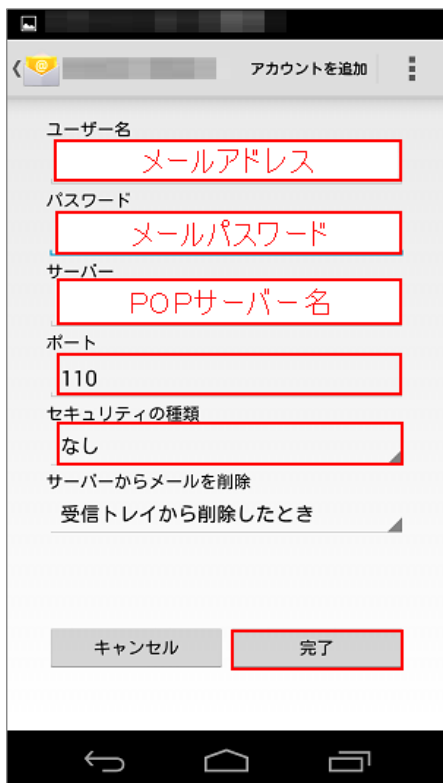 アカウントを追加
ユーザー名
メールアドレス
パスワード
メールパスワード
サーバー
POPサーバー名
ポート
110
セキュリティの種類
なし
サーバーからメールを削除
受信トレイから削除したとき
キャンセル 完了